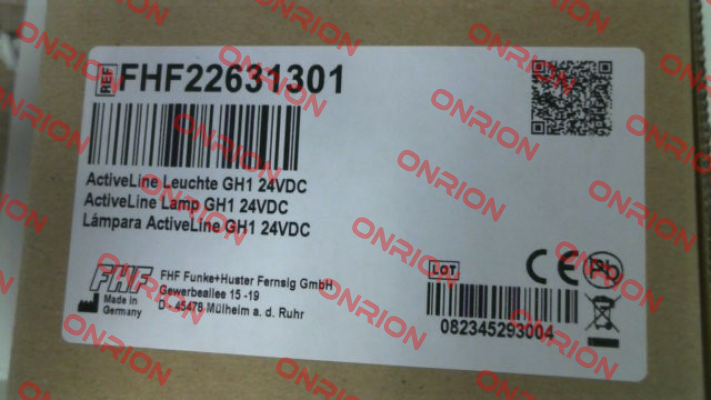 REF FHF22631301
ActiveLine Leuchte GH1 24VDC
ActiveLine Lamp GH1 24VDC
Lámpara ActiveLine GH1 24VDC
FHF
Made in
Germany
FHF Funke+Huster Fernsig GmbH
Gewerbeallee 15 -19
D- 45478 Mülheim a. d. Ruhr
LOT
CE Pb
082345293004
ONRION
ONRION
ONRION
ONRION
ONRION
ONRION
ONRION
ONRION
ONRION
ONRION
ONRION
ONRION
ONRION